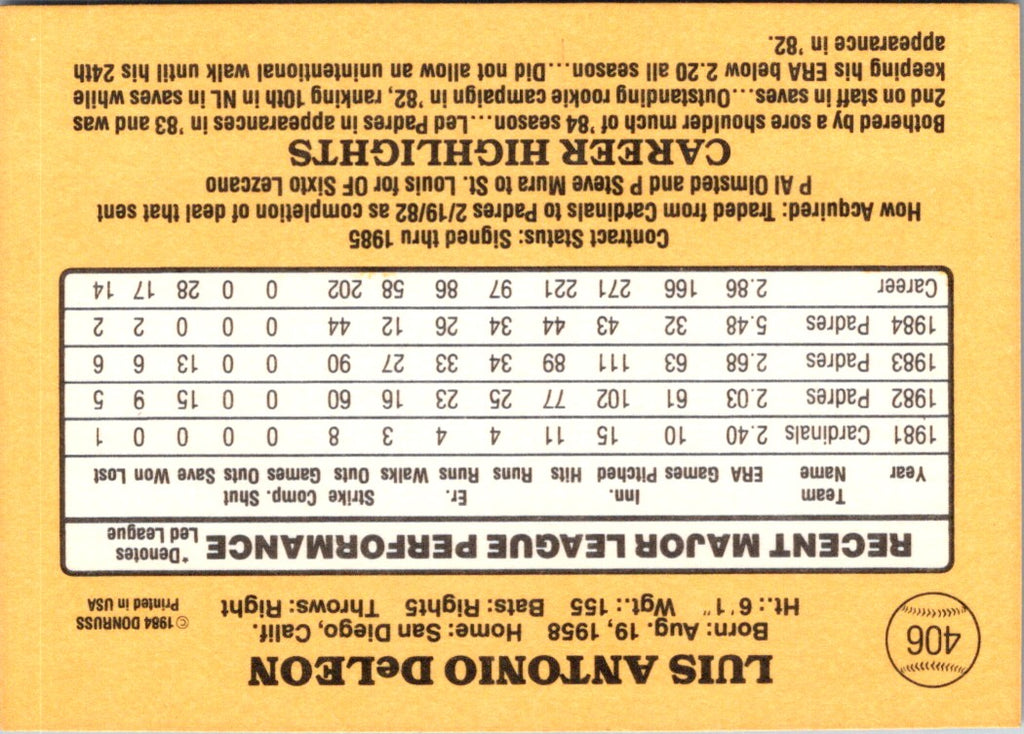 406
LUIS ANTONIO DeLEON
Born: Aug. 19, 1958 Home: San Diego, Calif.
Ht.: 6'1" Wgt.: 155 Bats: Right5 Throws: Right
© 1984 DONRUSS
Printed in USA
RECENT MAJOR LEAGUE PERFORMANCE *Denotes Led League
Year Team Name ERA Games Inn. Pitched Hits Runs Er. Runs Walks Strike Outs Comp. Games Shut Outs Save Won Lost
1981 Cardinals 2.40 10 15 11 4 4 3 8 0 0 0 0 1
1982 Padres 2.03 61 102 77 25 23 16 60 0 0 15 9 5
1983 Padres 2.68 63 111 89 34 33 27 90 0 0 13 6 6
1984 Padres 5.48 32 43 44 34 26 12 44 0 0 0 2 2
Career 2.86 166 271 221 97 86 58 202 0 0 28 17 14
Contract Status: Signed thru 1985
How Acquired: Traded from Cardinals to Padres 2/19/82 as completion of deal that sent
P Al Olmsted and P Steve Mura to St. Louis for OF Sixto Lezcano
CAREER HIGHLIGHTS
Bothered by a sore shoulder much of '84 season...Led Padres in appearances in '83 and was
2nd on staff in saves...Outstanding rookie campaign in '82, ranking 10th in NL in saves while
keeping his ERA below 2.20 all season...Did not allow an unintentional walk until his 24th
appearance in '82.